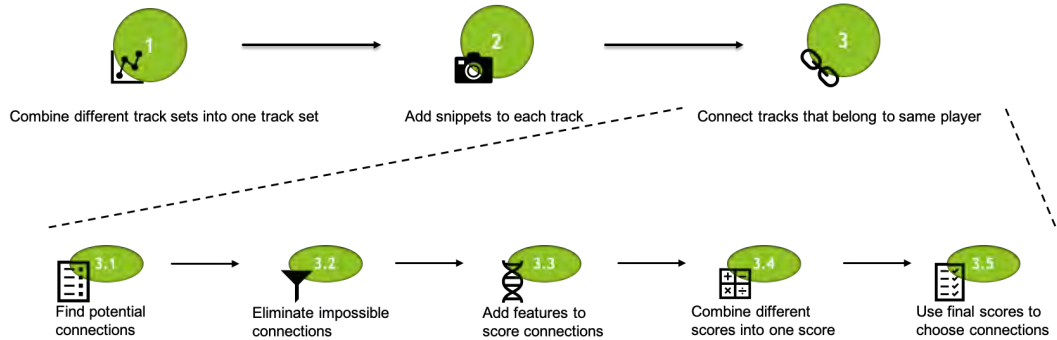 1
2
3
Combine different track sets into one track set
Add snippets to each track
Connect tracks that belong to same player
3.1
3.2
3.3
3.4
3.5
Find potential
connections
Eliminate impossible
connections
Add features to
score connections
Combine different
scores into one score
Use final scores to
choose connections